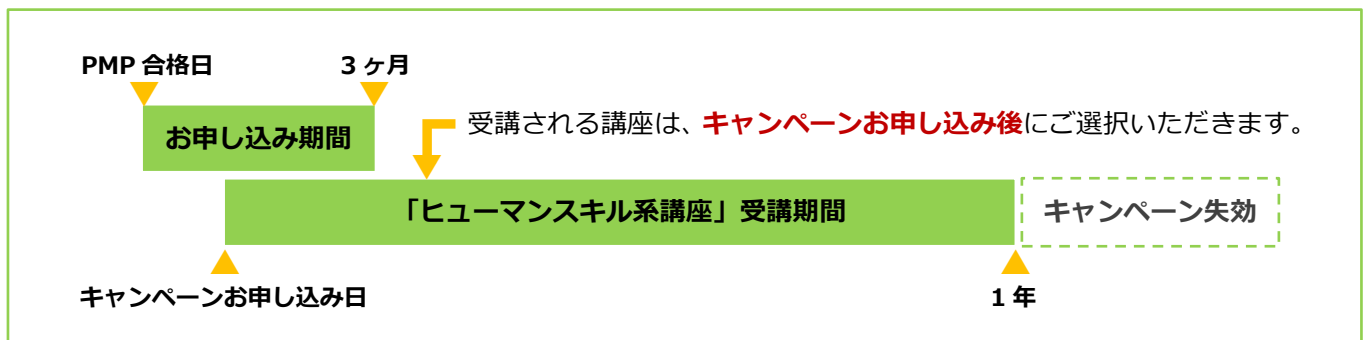 PMP 合格日
3 ヶ月
お申し込み期間
受講される講座は、キャンペーンお申し込み後にご選択いただきます。
「ヒューマンスキル系講座」受講期間
キャンペーン失効
キャンペーンお申し込み日
1 年